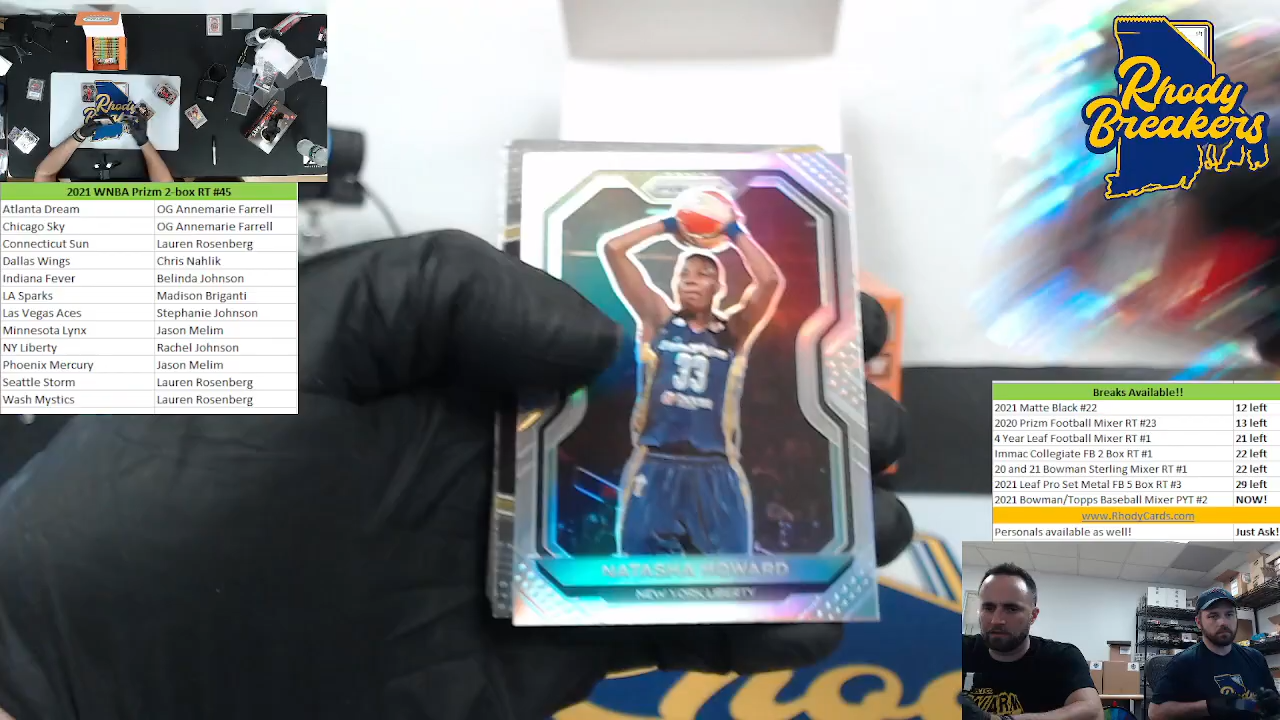 2021 WNBA Prizm 2-box RT #45
Atlanta Dream OG Annemarie Farrell
Chicago Sky OG Annemarie Farrell
Connecticut Sun Lauren Rosenberg
Dallas Wings Chris Nahlik
Indiana Fever Belinda Johnson
LA Sparks Madison Briganti
Las Vegas Aces Stephanie Johnson
Minnesota Lynx Jason Melim
NY Liberty Rachel Johnson
Phoenix Mercury Jason Melim
Seattle Storm Lauren Rosenberg
Wash Mystics Lauren Rosenberg
33
NATASHA HOWARD
NEW YORK LIBERTY
Rhody
Breakers
Breaks Available!!
2021 Matte Black #22 12 left
2020 Prizm Football Mixer RT #23 13 left
4 Year Leaf Football Mixer RT #1 21 left
Immac Collegiate FB 2 Box RT #1 22 left
20 and 21 Bowman Sterling Mixer RT #1 22 left
2021 Leaf Pro Set Metal FB 5 Box RT #3 29 left
2021 Bowman/Topps Baseball Mixer PYT #2 NOW!
www.RhodyCards.com
Personals available as well! Just Ask!